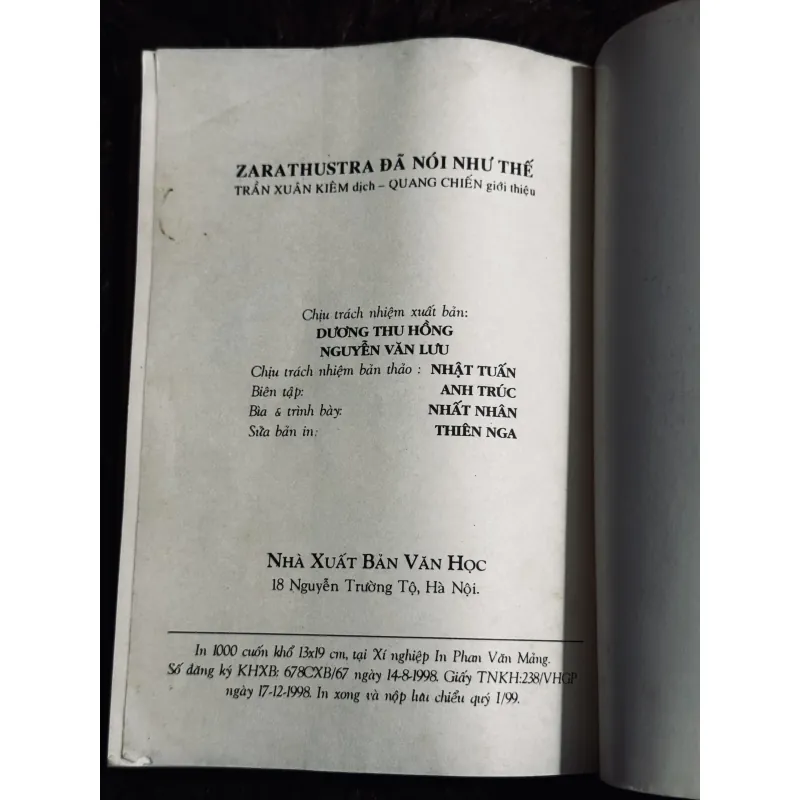 ZARATHUSTRA ĐÃ NÓI NHƯ THẾ
TRẦN XUÂN KIÊM dịch – QUANG CHIẾN giới thiệu
Chịu trách nhiệm xuất bản:
DƯƠNG THU HỒNG
NGUYỄN VĂN LƯU
Chịu trách nhiệm bản thảo : NHẬT TUẤN
Biên tập: ANH TRÚC
Bìa & trình bày: NHẤT NHÂN
Sửa bản in: THIÊN NGA
NHÀ XUẤT BẢN VĂN HỌC
18 Nguyễn Trường Tộ, Hà Nội.
In 1000 cuốn khổ 13x19 cm, tại Xí nghiệp In Phan Văn Mảng.
Số đăng ký KHXB: 678CXB/67 ngày 14-8-1998. Giấy TNKH:238/VHGP
ngày 17-12-1998. In xong và nộp lưu chiểu quý 1/99.